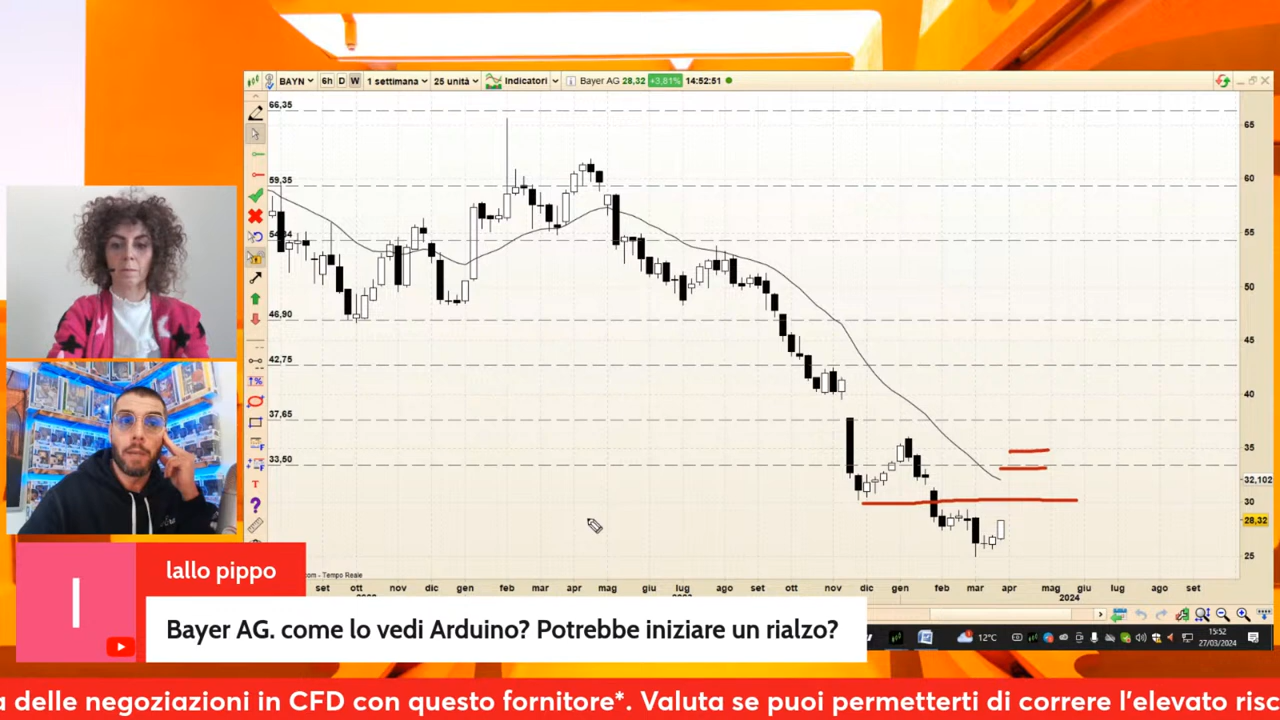 BAYN 6h D W 1 settimana 25 unità Indicatori Bayer AG 28,32 +3,81% 14:52:51
66,35
65
59,35
60
54,84
55
50
46,90
45
42,75
40
37,65
35
33,50
32,102
30
28,32
25
com - Tempo Reale
set ott nov dic gen feb mar apr mag giu lug ago set ott nov dic gen feb mar apr mag giu lug ago set
2024
12°C
15:52
27/03/2024
lallo pippo
l
Bayer AG. come lo vedi Arduino? Potrebbe iniziare un rialzo?
a delle negoziazioni in CFD con questo fornitore*. Valuta se puoi permetterti di correre l'elevato risc